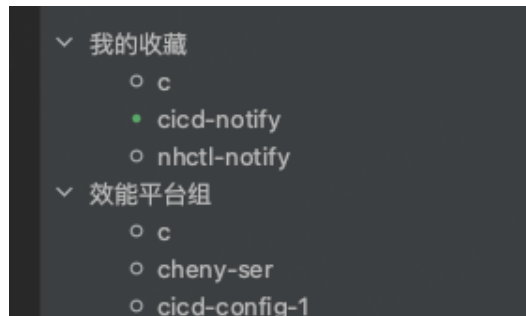 我的收藏
c
cicd-notify
nhctl-notify
效能平台组
c
cheny-ser
cicd-config-1